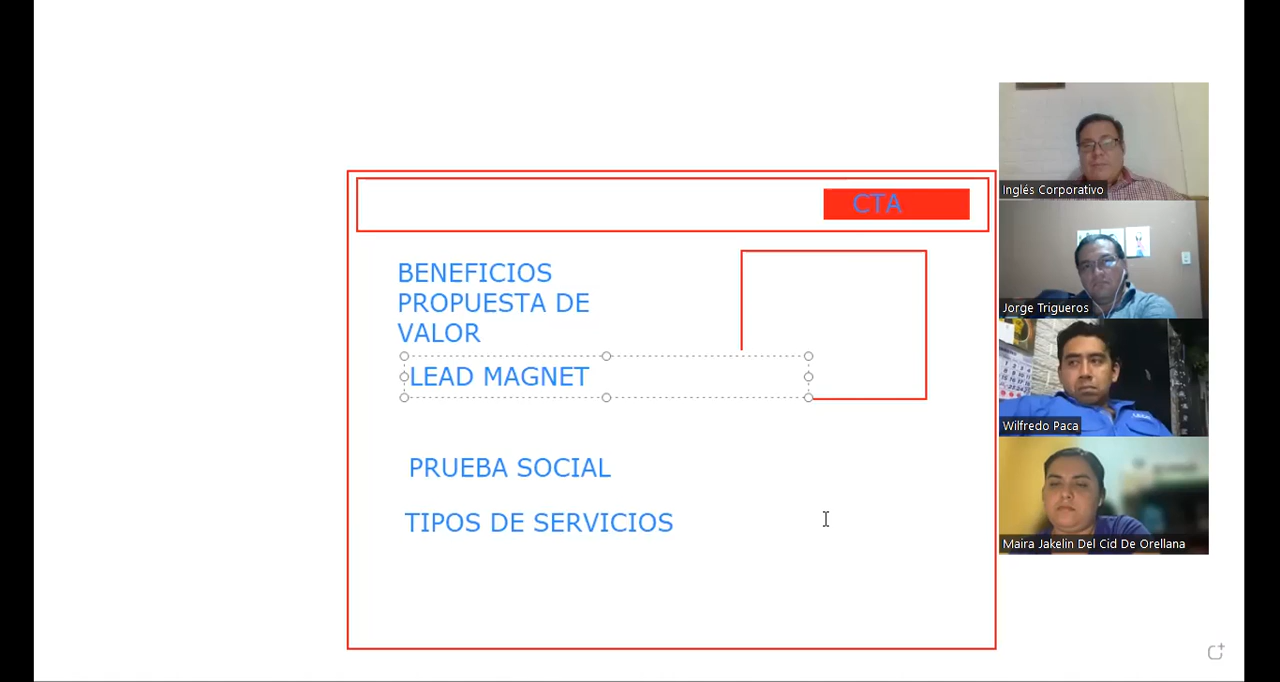 CTA
BENEFICIOS
PROPUESTA DE
VALOR
LEAD MAGNET
PRUEBA SOCIAL
TIPOS DE SERVICIOS
Inglés Corporativo
Jorge Trigueros
Wilfredo Paca
Maira Jakelin Del Cid De Orellana